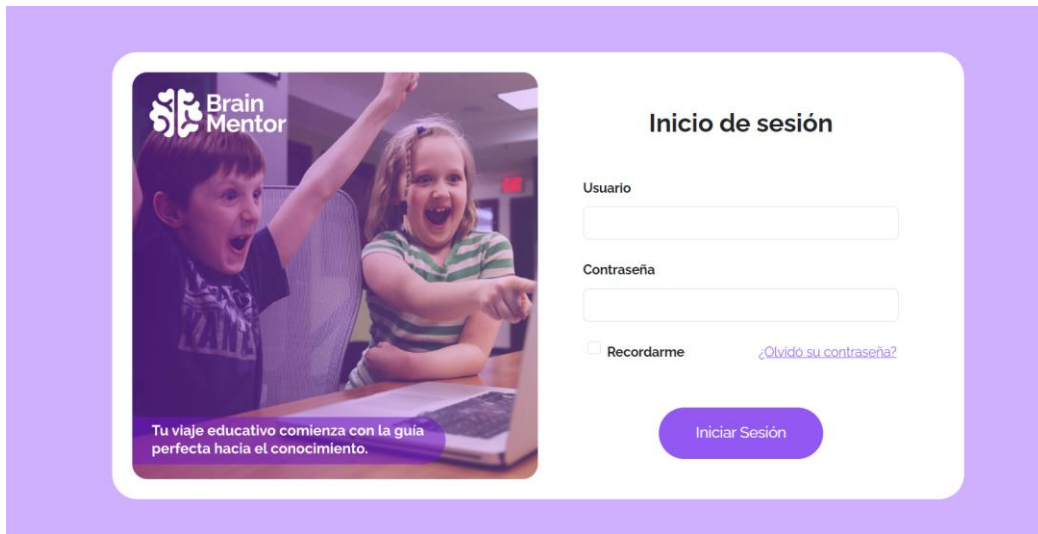 Brain
Mentor
Tu viaje educativo comienza con la guía
perfecta hacia el conocimiento.
Inicio de sesión
Usuario
Contraseña
Recordarme
¿Olvidó su contraseña?
Iniciar Sesión